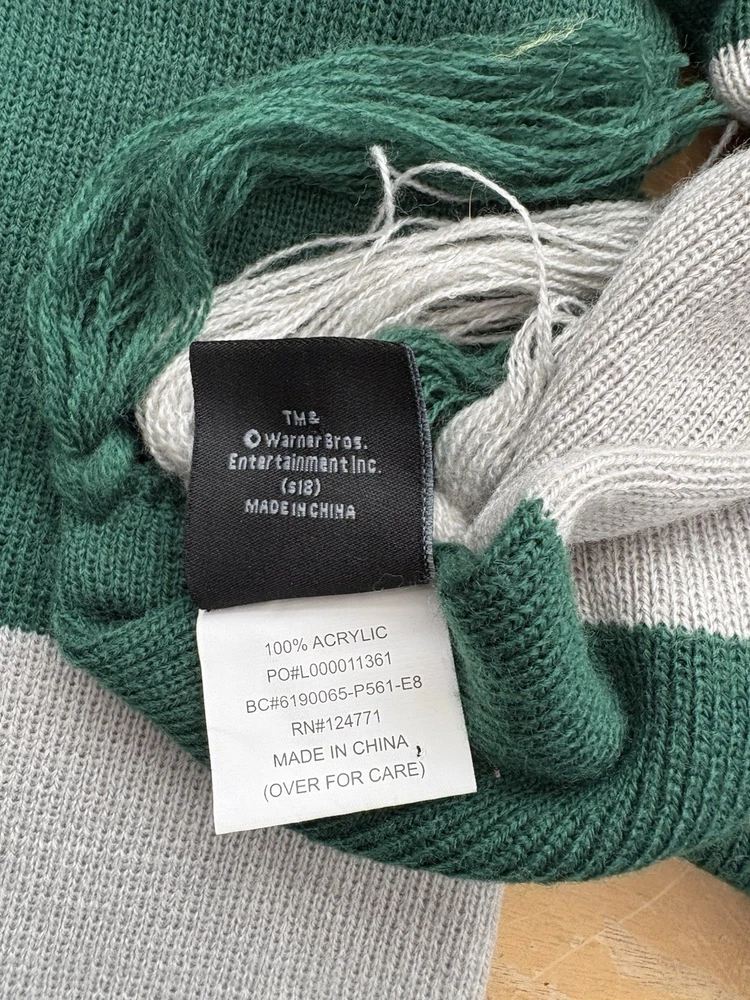 TM &
© Warner Bros.
Entertainment Inc.
(s18)
MADE IN CHINA
100% ACRYLIC
PO#L000011361
BC#6190065-P561-E8
RN#124771
MADE IN CHINA
(OVER FOR CARE)